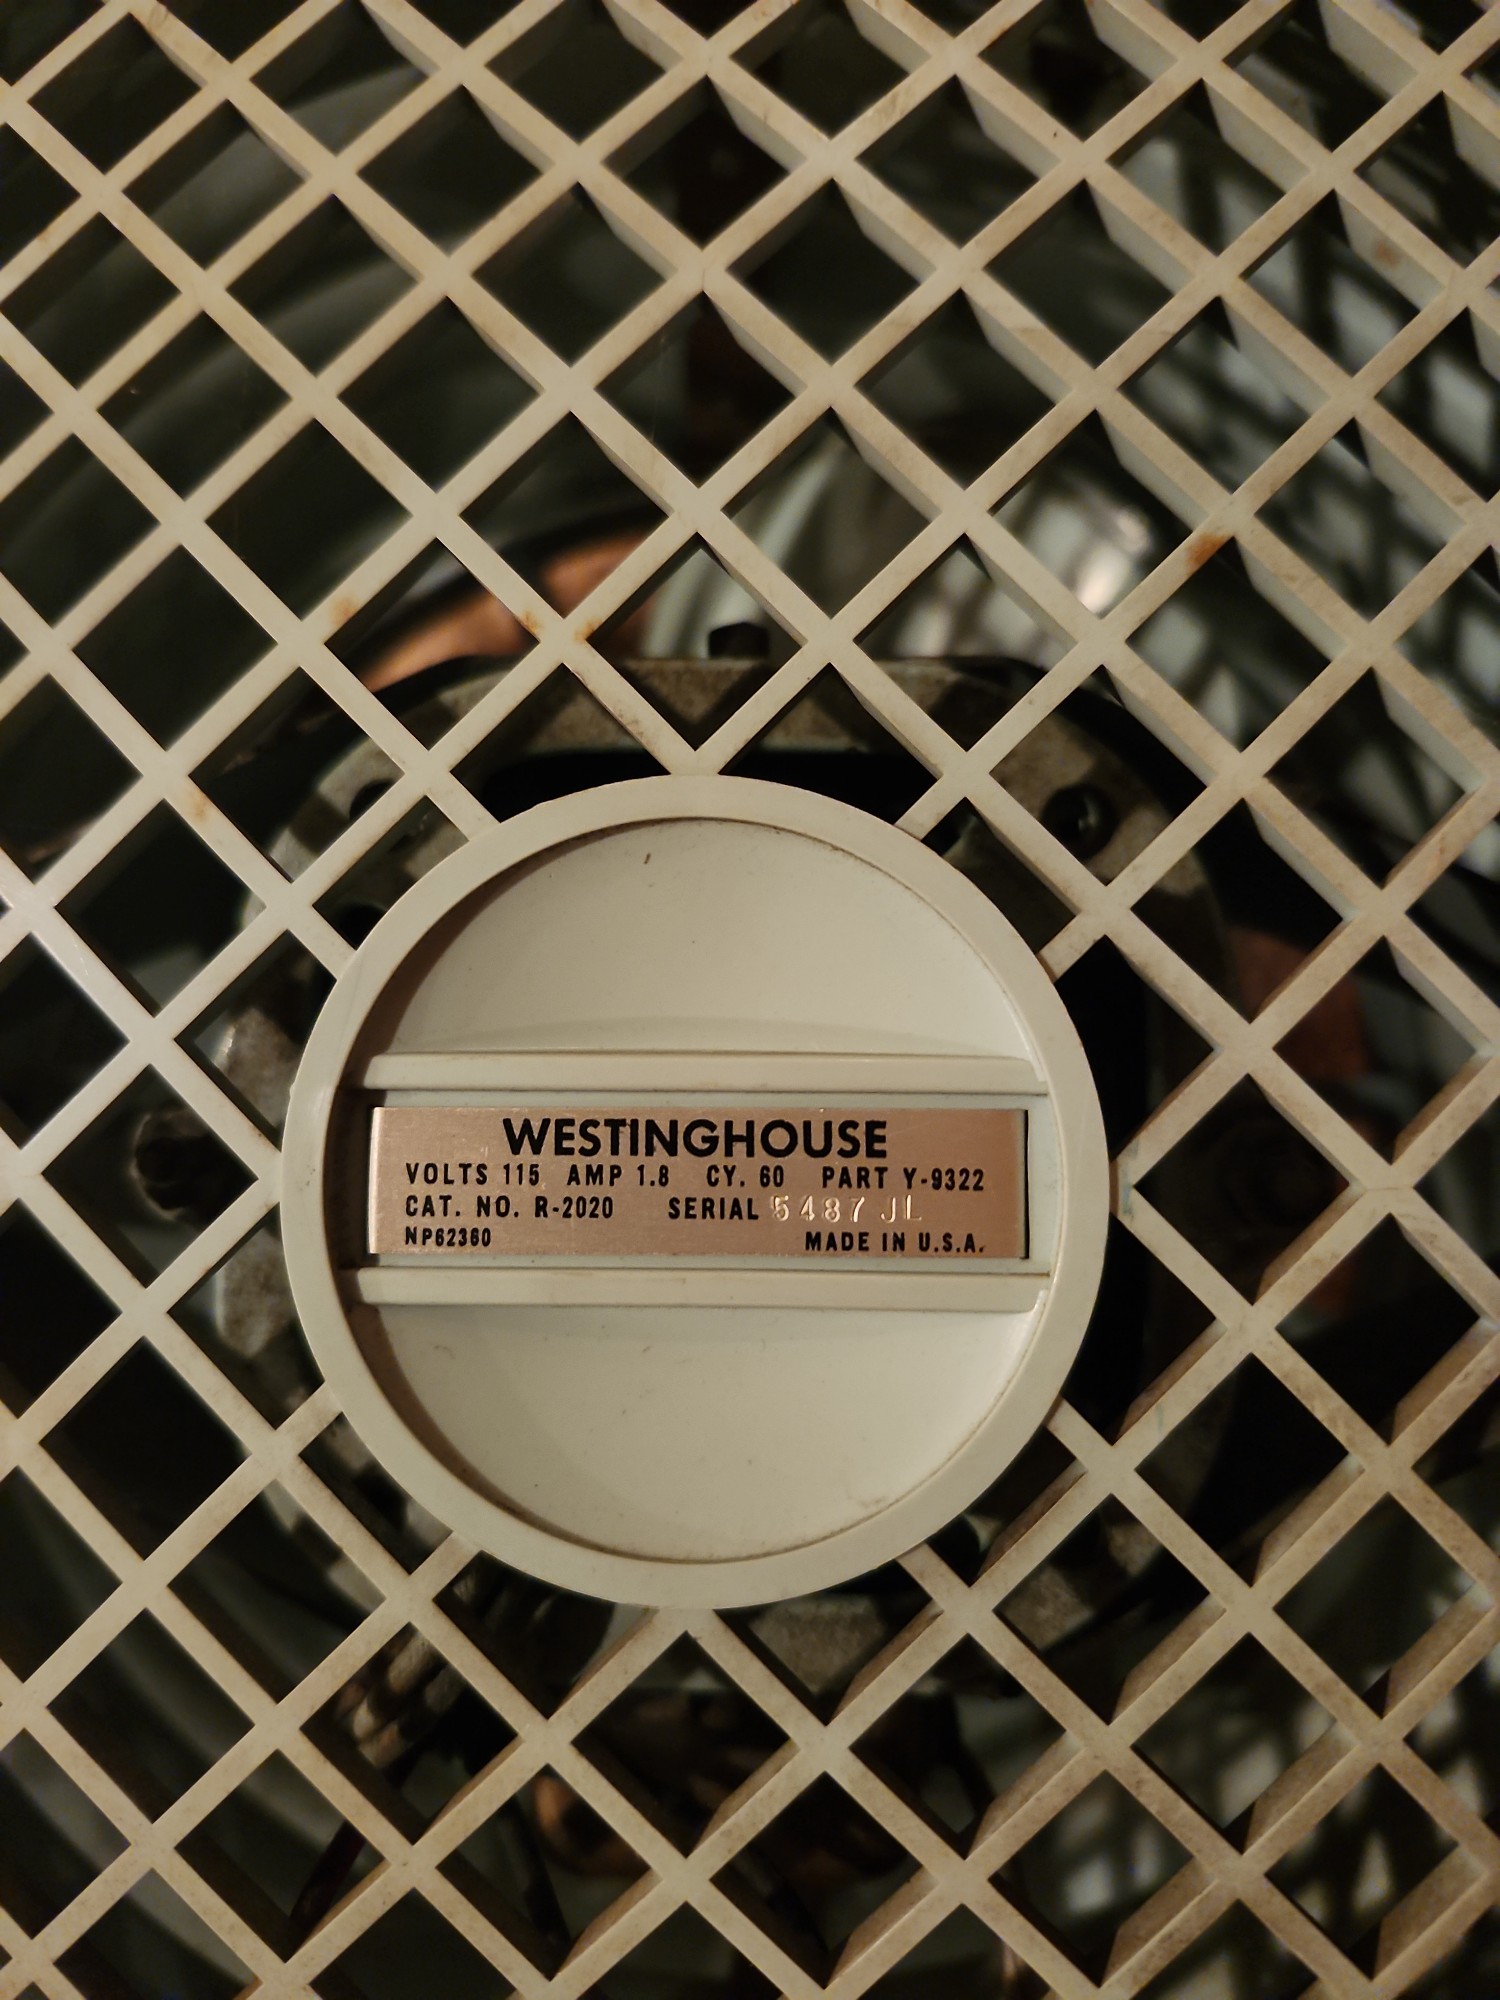 WESTINGHOUSE
VOLTS 115 AMP 1.8 CY. 60 PART Y-9322
CAT. NO. R-2020 SERIAL 5487 JL
NP62360 MADE IN U.S.A.